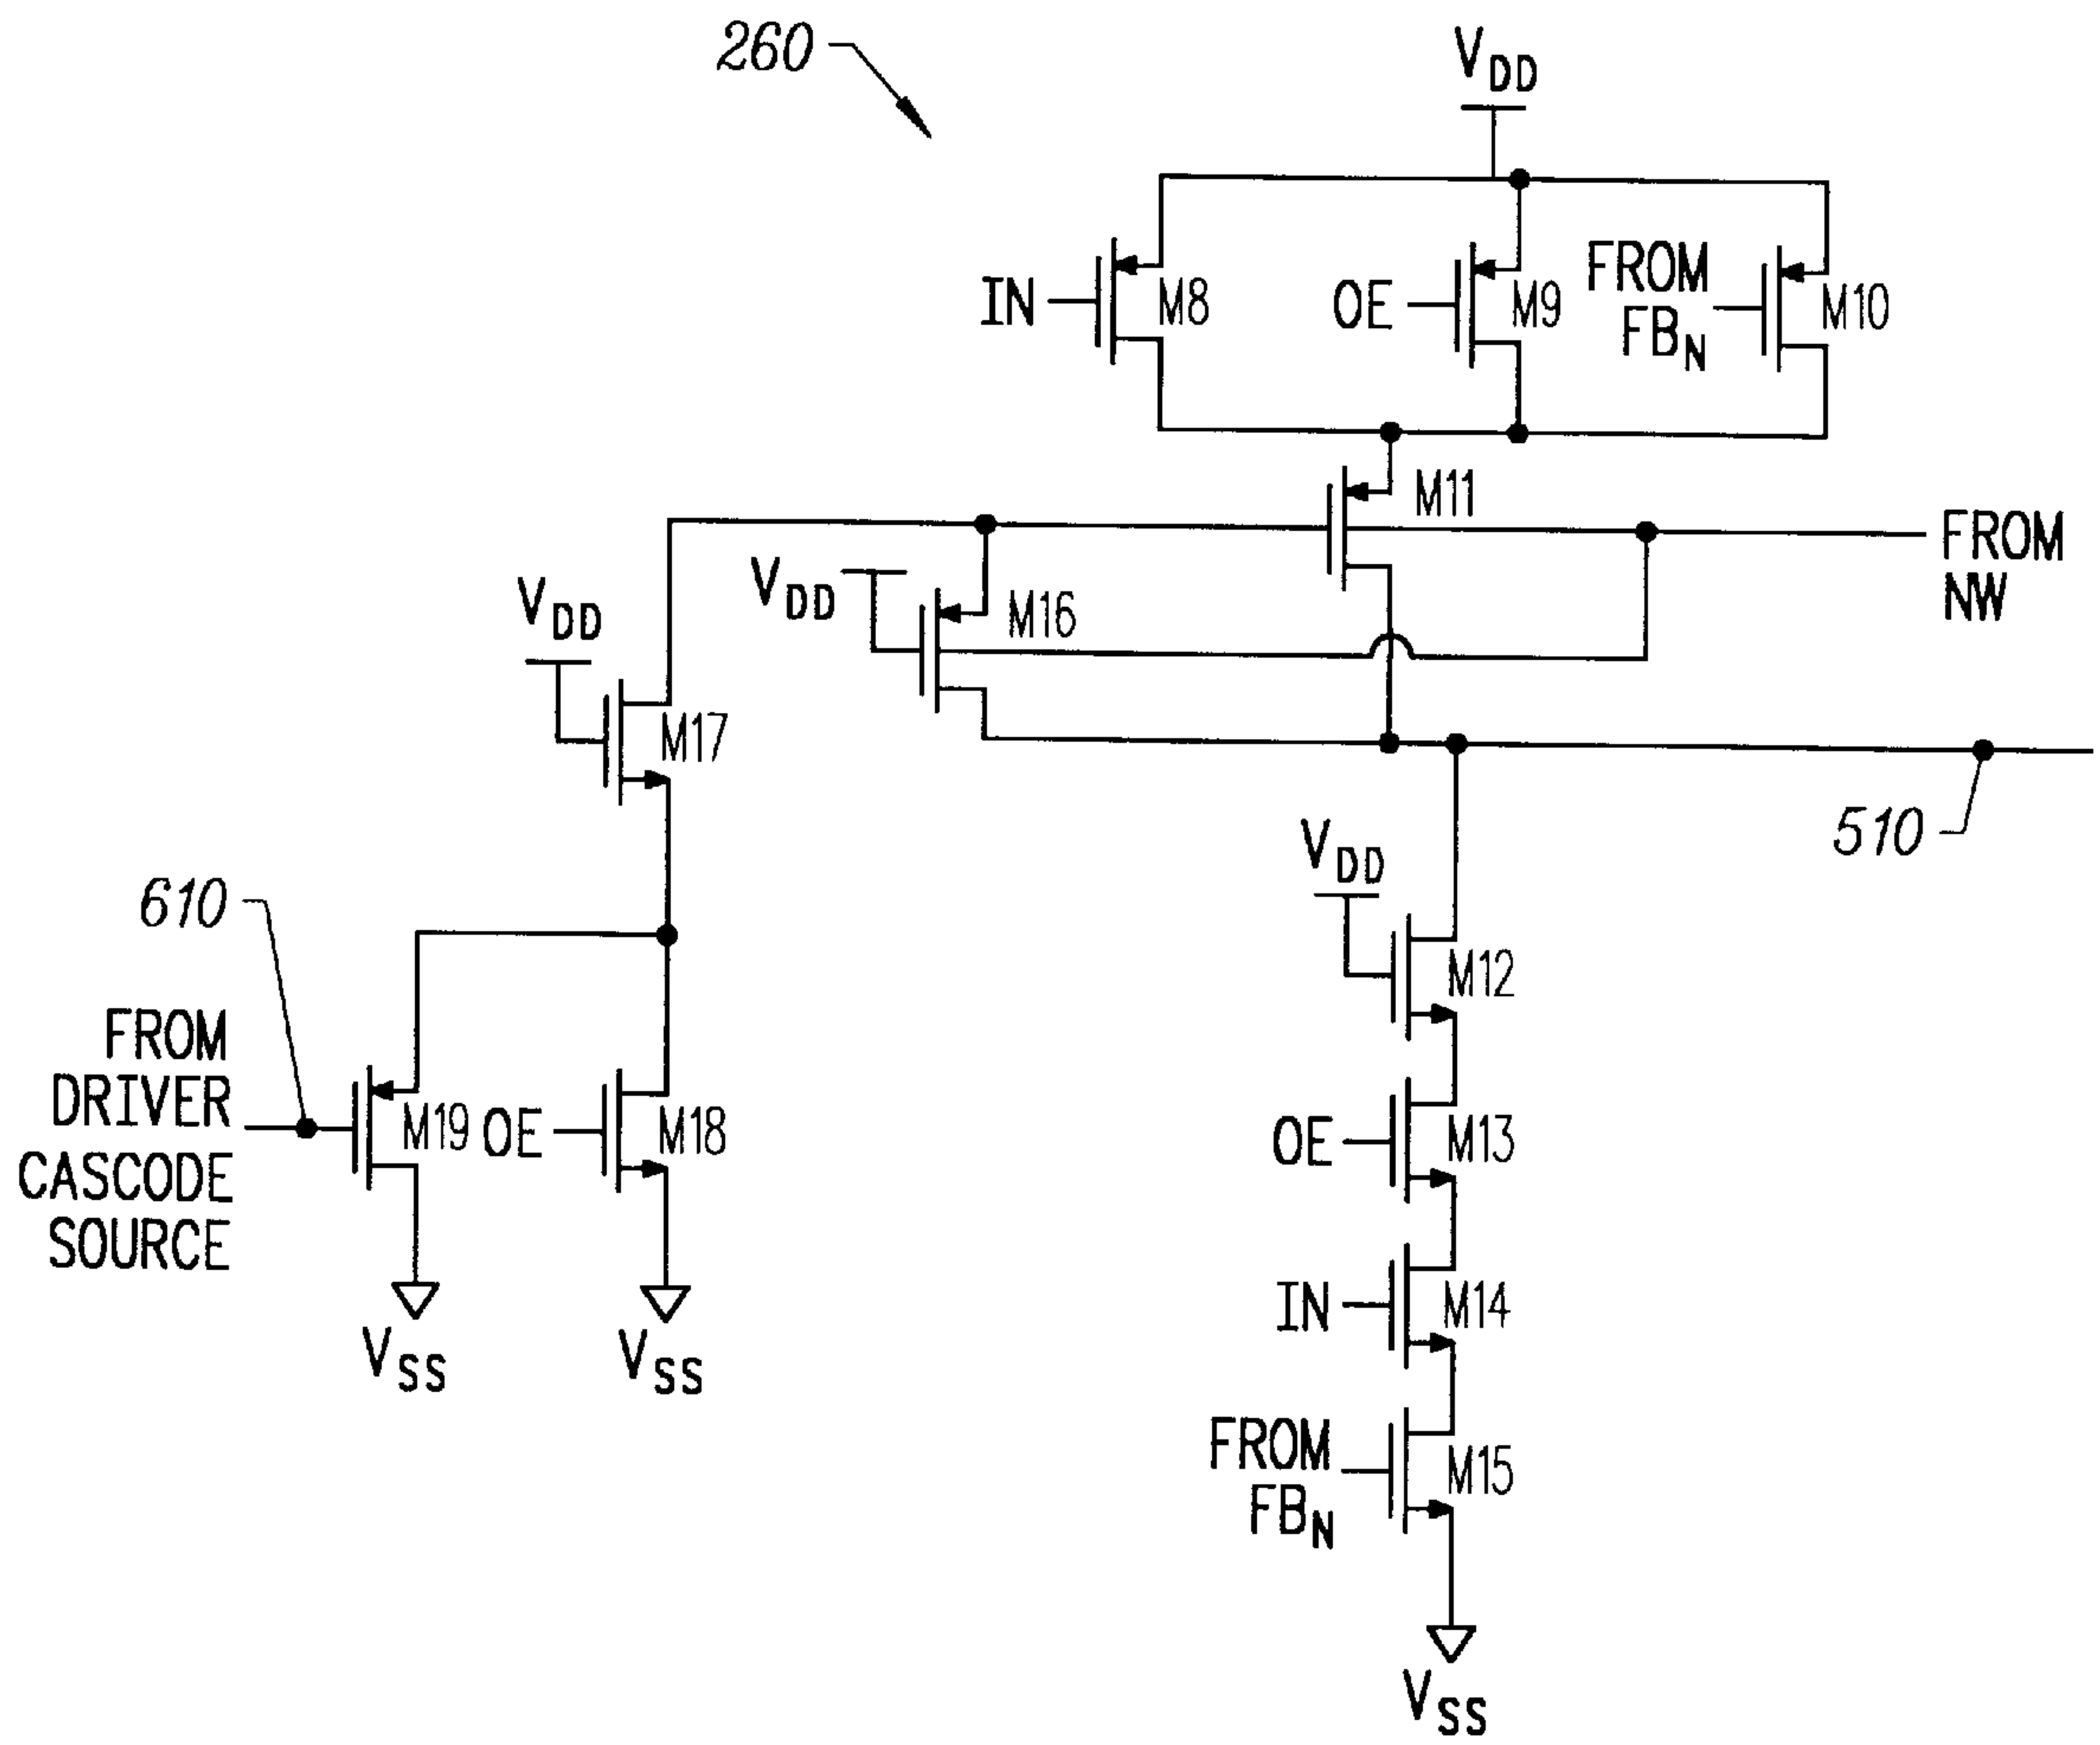 260
VDD
IN
M8
OE
M9
FROM
FBN
M10
M11
FROM
NW
VDD
M16
VDD
M17
510
VDD
M12
610
FROM
DRIVER
CASCODE
SOURCE
M19
OE
M18
OE
M13
IN
M14
VSS
VSS
FROM
FBN
M15
VSS